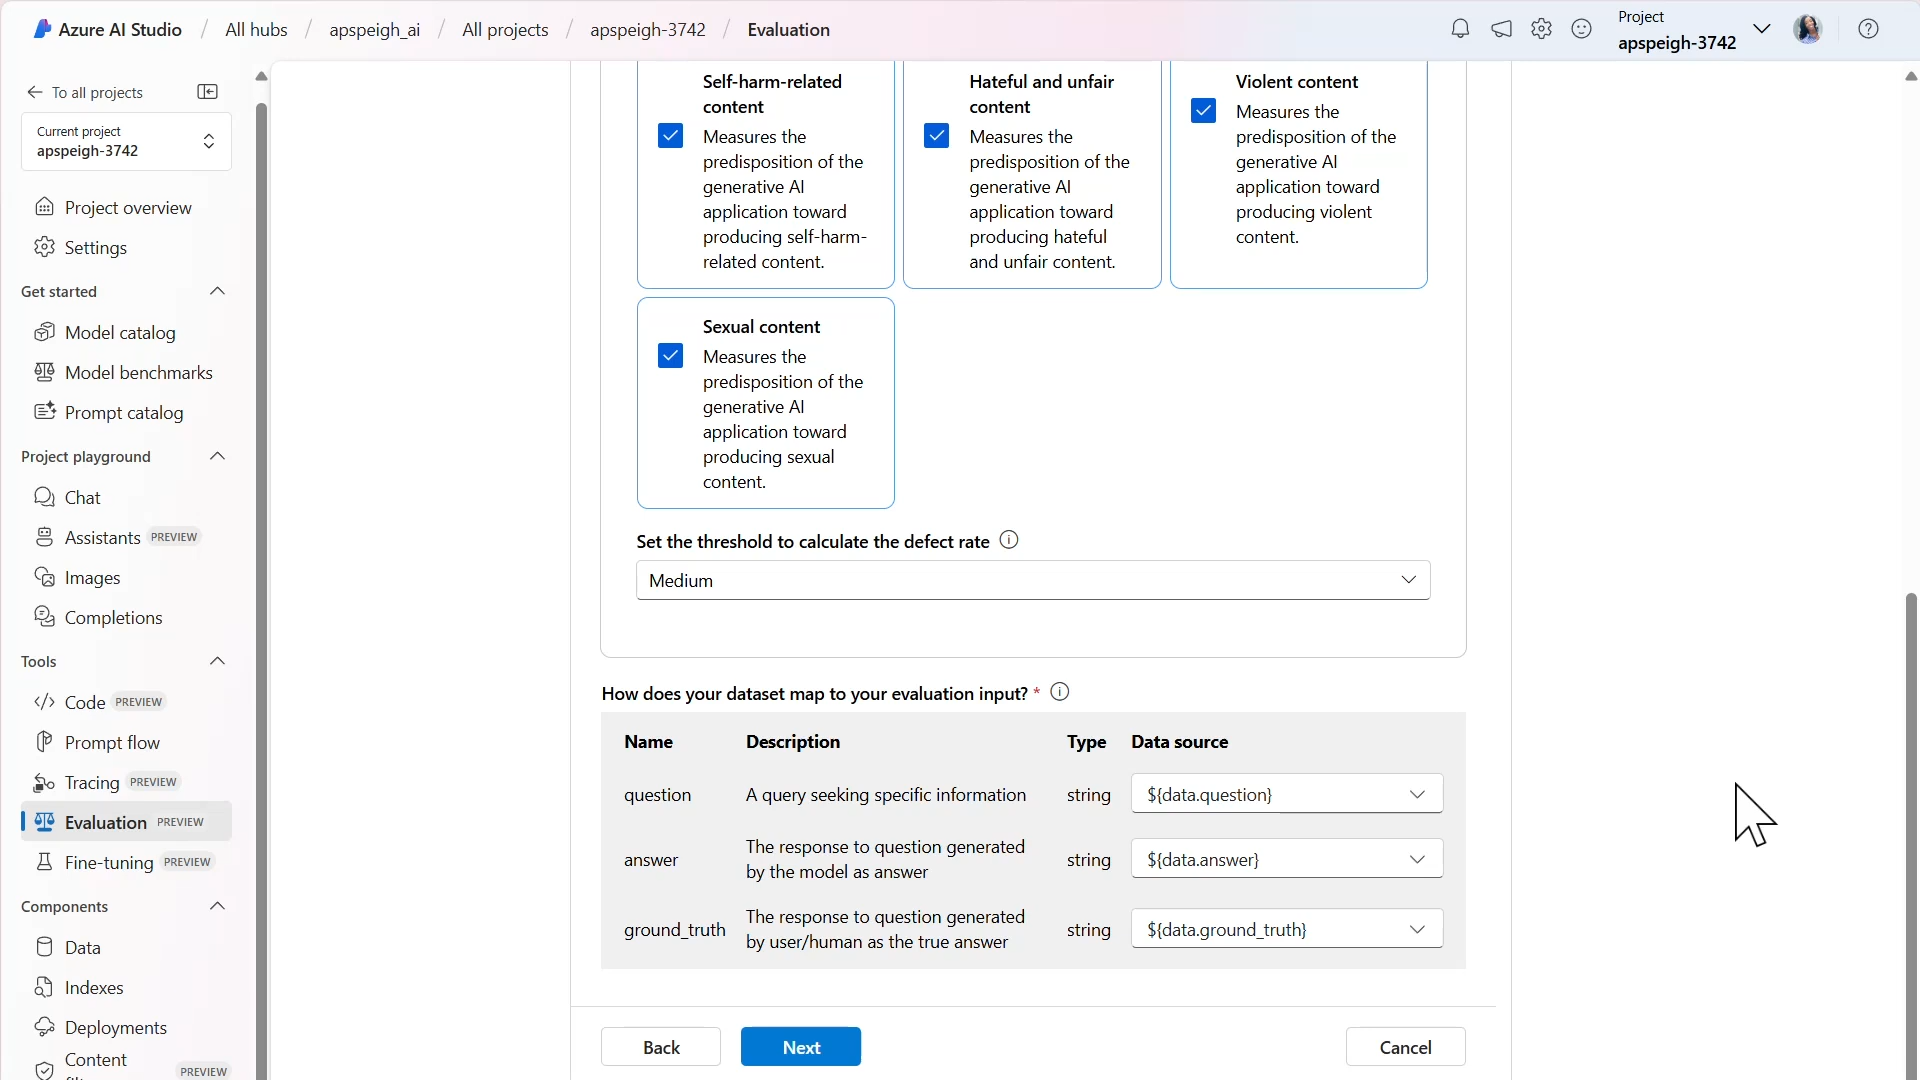 Azure AI Studio / All hubs / apspeigh_ai / All projects / apspeigh-3742 / Evaluation
Project
apspeigh-3742
To all projects
Current project
apspeigh-3742
Project overview
Settings
Get started
Model catalog
Model benchmarks
Prompt catalog
Project playground
Chat
Assistants PREVIEW
Images
Completions
Tools
Code PREVIEW
Prompt flow
Tracing PREVIEW
Evaluation PREVIEW
Fine-tuning PREVIEW
Components
Data
Indexes
Deployments
Content
PREVIEW
Self-harm-related
content
Measures the
predisposition of the
generative AI
application toward
producing self-harm-
related content.
Hateful and unfair
content
Measures the
predisposition of the
generative AI
application toward
producing hateful
and unfair content.
Violent content
Measures the
predisposition of the
generative AI
application toward
producing violent
content.
Sexual content
Measures the
predisposition of the
generative AI
application toward
producing sexual
content.
Set the threshold to calculate the defect rate
Medium
How does your dataset map to your evaluation input? *
Name Description Type Data source
question A query seeking specific information string ${data.question}
answer The response to question generated
by the model as answer string ${data.answer}
ground_truth The response to question generated
by user/human as the true answer string ${data.ground_truth}
Back Next Cancel